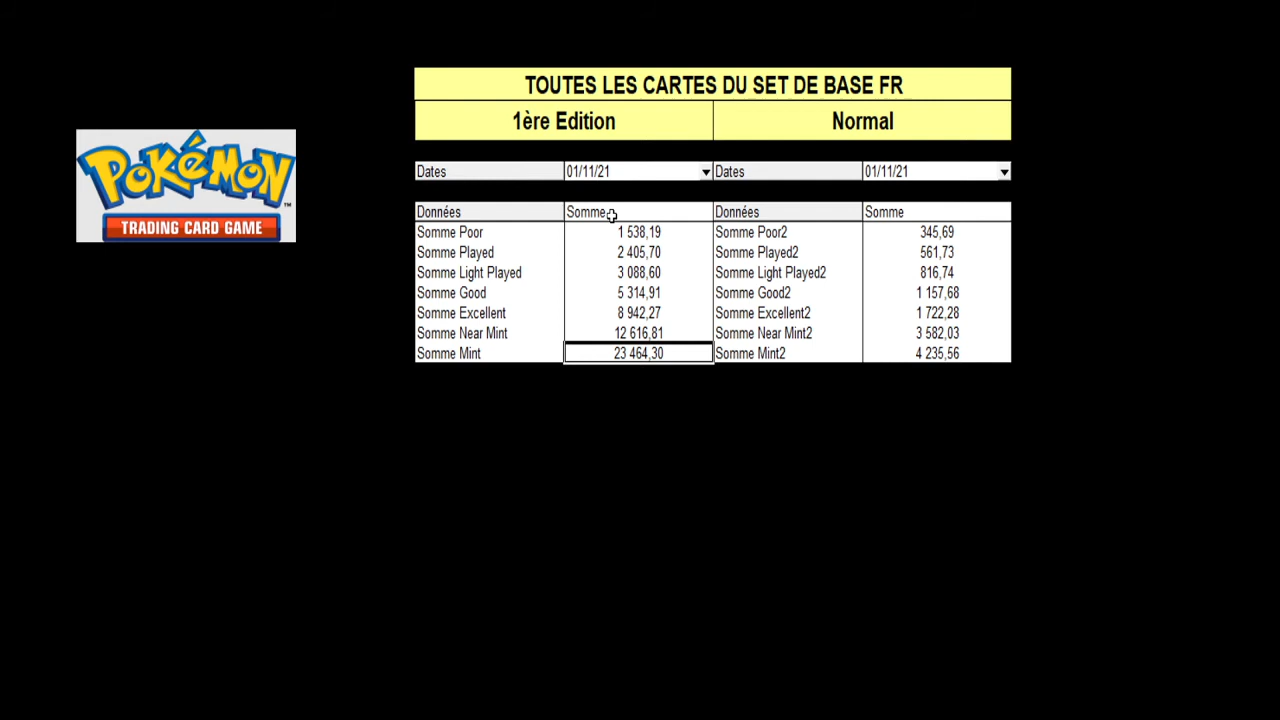 TOUTES LES CARTES DU SET DE BASE FR
1ère Edition Normal
POKéMON™
TRADING CARD GAME
Dates 01/11/21 Dates 01/11/21
Données Somme Données Somme
Somme Poor 1 538,19 Somme Poor2 345,69
Somme Played 2 405,70 Somme Played2 561,73
Somme Light Played 3 088,60 Somme Light Played2 816,74
Somme Good 5 314,91 Somme Good2 1 157,68
Somme Excellent 8 942,27 Somme Excellent2 1 722,28
Somme Near Mint 12 616,81 Somme Near Mint2 3 582,03
Somme Mint 23 464,30 Somme Mint2 4 235,56